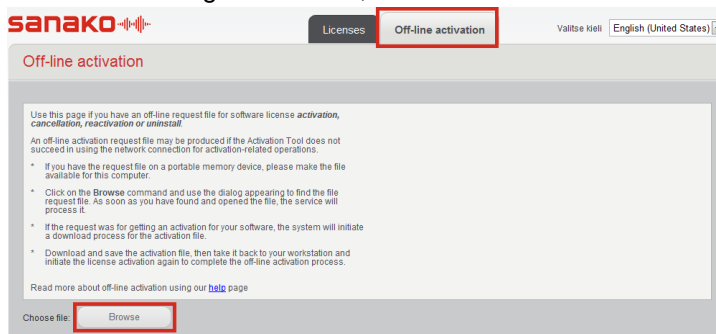 sanako
Licenses
Off-line activation
Valitse kieli
English (United States)
Off-line activation
Use this page if you have an off-line request file for software license activation,
cancellation, reactivation or uninstall.
An off-line activation request file may be produced if the Activation Tool does not
succeed in using the network connection for activation-related operations.
* If you have the request file on a portable memory device, please make the file
available for this computer.
* Click on the Browse command and use the dialog appearing to find the file
request file. As soon as you have found and opened the file, the service will
process it.
* If the request was for getting an activation for your software, the system will initiate
a download process for the activation file.
* Download and save the activation file, then take it back to your workstation and
initiate the license activation again to complete the off-line activation process.
Read more about off-line activation using our help page
Choose file:
Browse